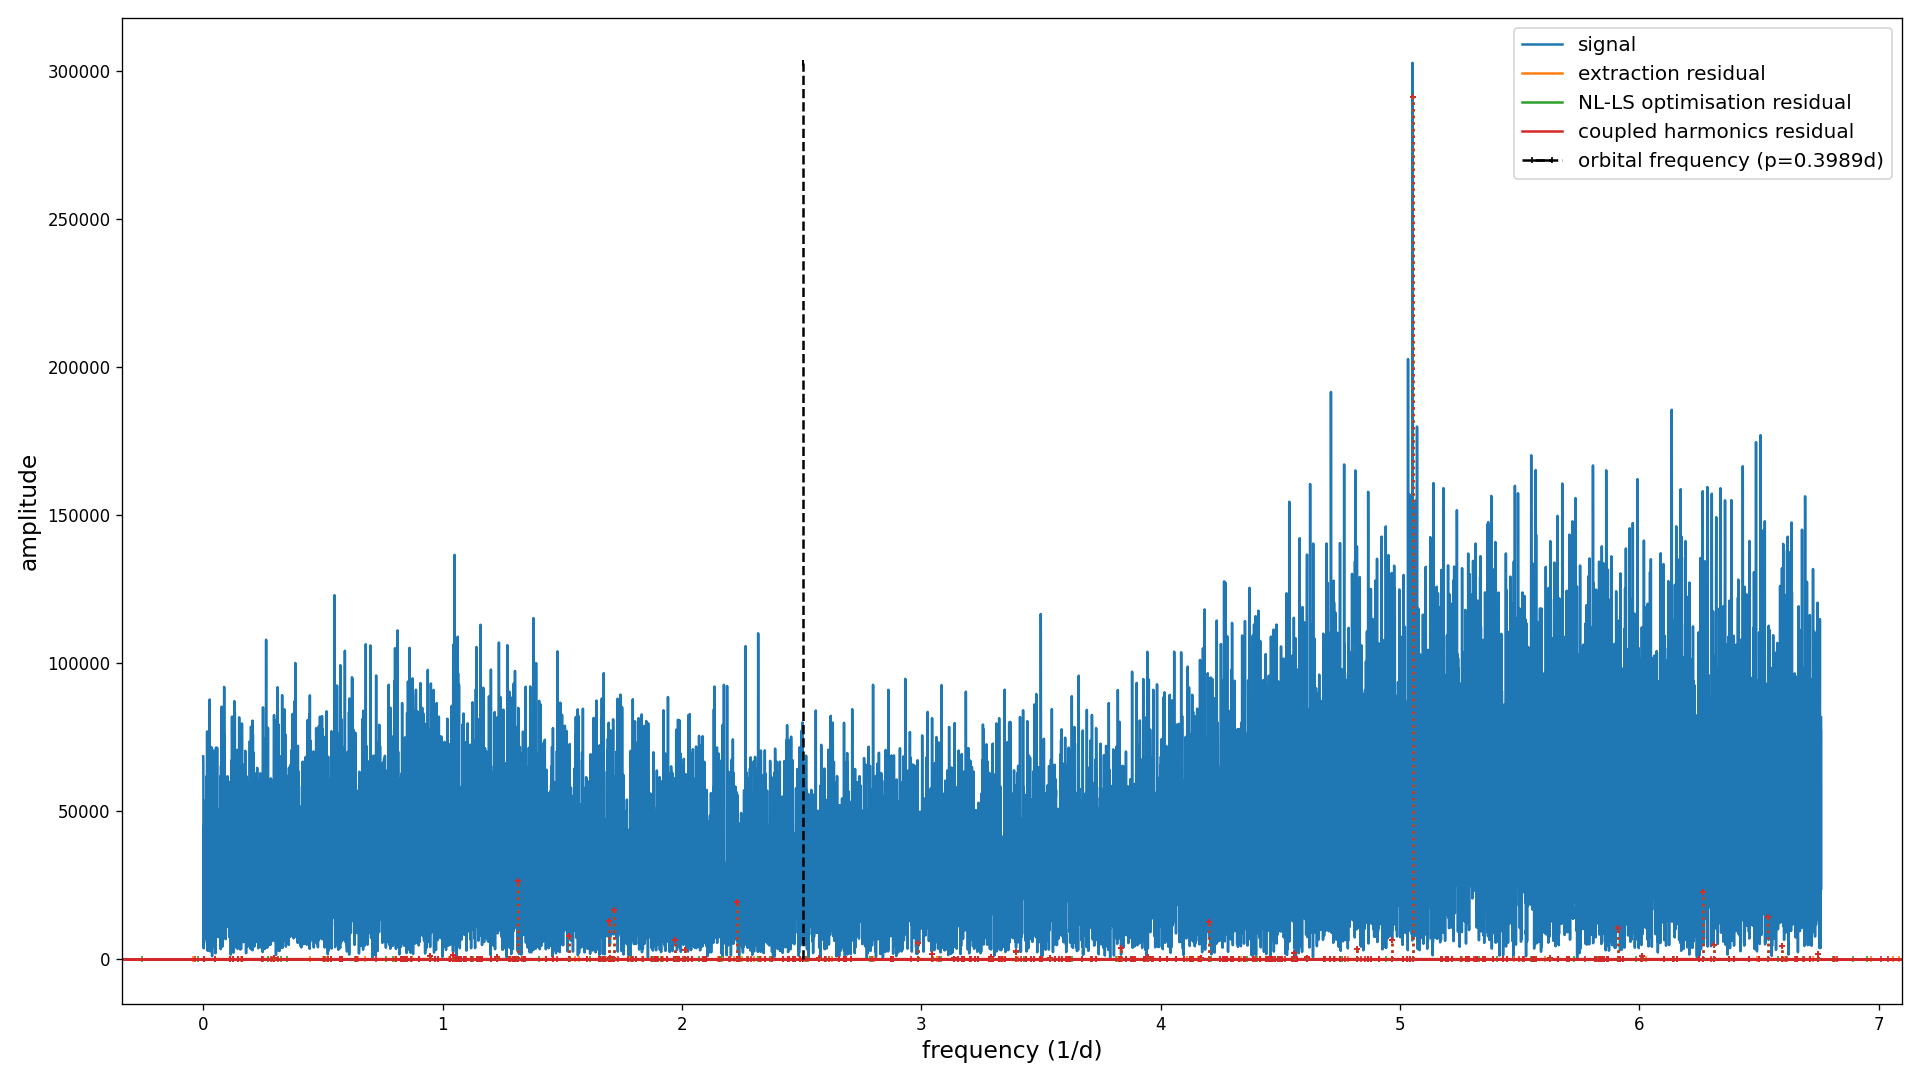 signal
extraction residual
NL-LS optimisation residual
coupled harmonics residual
orbital frequency (p=0.3989d)
300000
250000
200000
150000
100000
50000
0
amplitude
0 1 2 3 4 5 6 7
frequency (1/d)